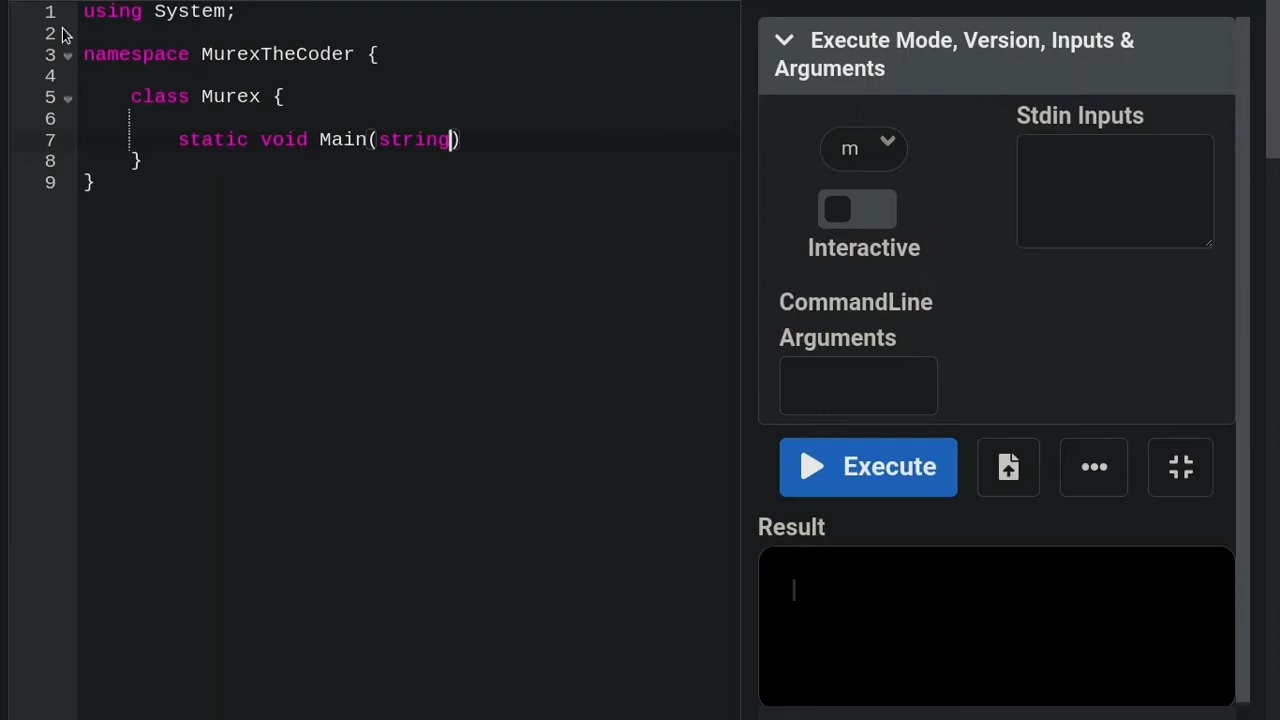 1 using System;
2
3 namespace MurexTheCoder {
4
5     class Murex {
6
7         static void Main(string)
8     }
9 }
Execute Mode, Version, Inputs &
Arguments
m
Interactive
Stdin Inputs
CommandLine
Arguments
Execute
Result